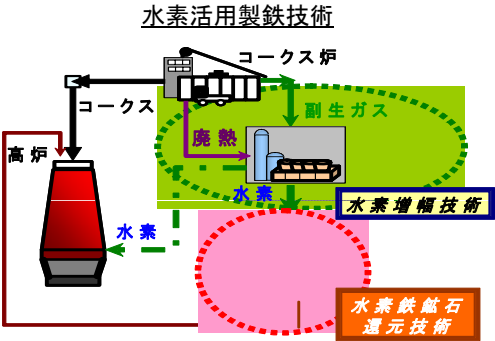 水素活用製鉄技術
コークス炉
コークス
副生ガス
廃熱
高炉
水素
水素増幅技術
水素
水素鉄鉱石
還元技術